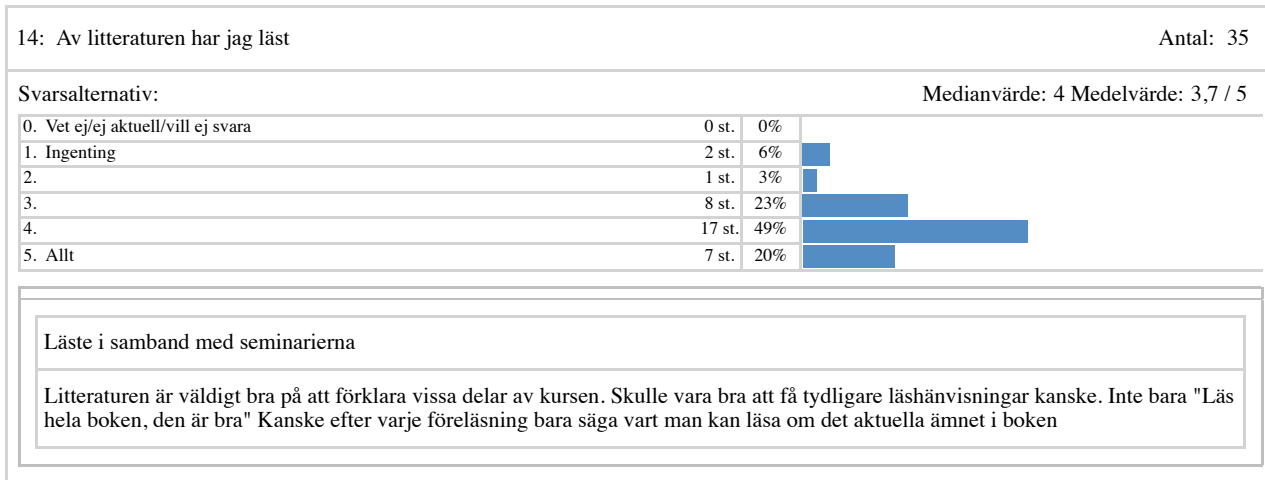 14: Av litteraturen har jag läst Antal: 35
Svarsalternativ: Medianvärde: 4 Medelvärde: 3,7 / 5
0. Vet ej/ej aktuell/vill ej svara 0 st. 0%
1. Ingenting 2 st. 6%
2. 1 st. 3%
3. 8 st. 23%
4. 17 st. 49%
5. Allt 7 st. 20%
Läste i samband med seminarierna
Litteraturen är väldigt bra på att förklara vissa delar av kursen. Skulle vara bra att få tydligare läshänvisningar kanske. Inte bara "Läs
hela boken, den är bra" Kanske efter varje föreläsning bara säga vart man kan läsa om det aktuella ämnet i boken